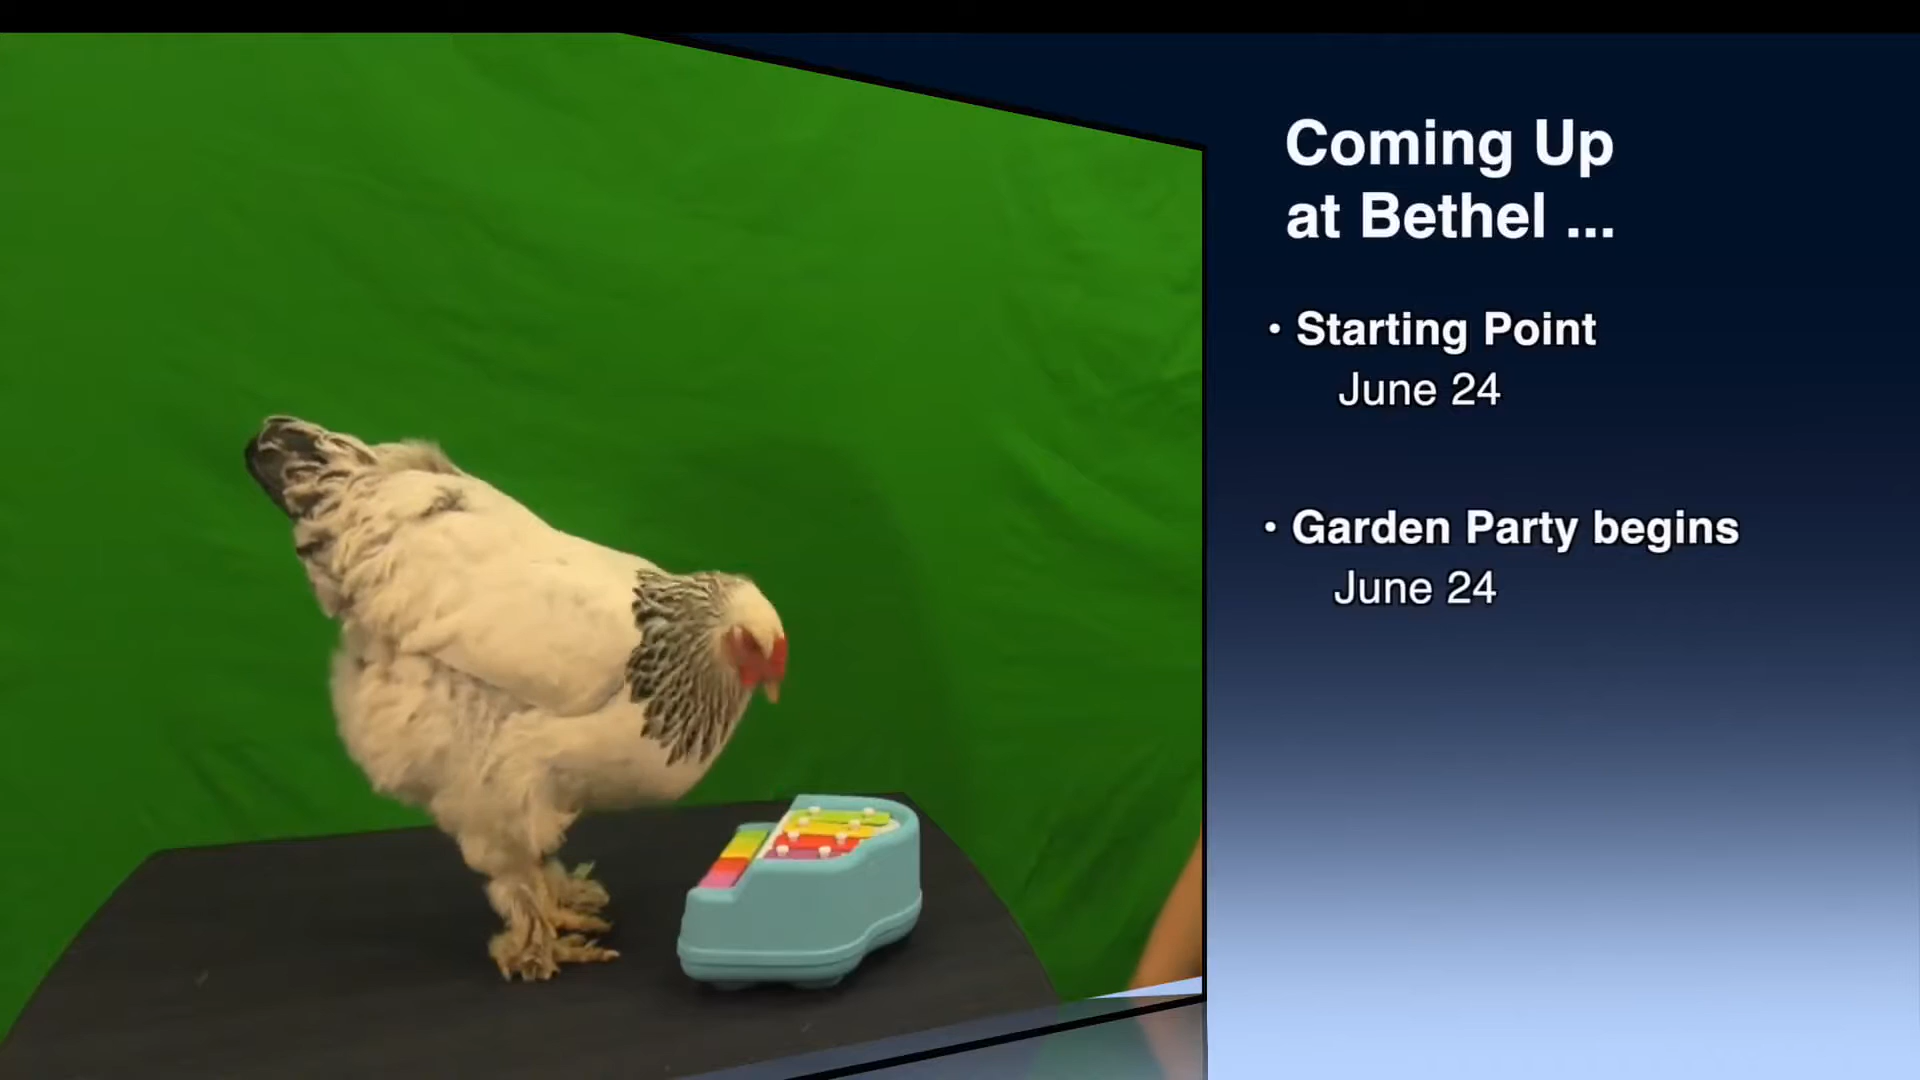 Coming Up
at Bethel ...
• Starting Point
June 24
• Garden Party begins
June 24